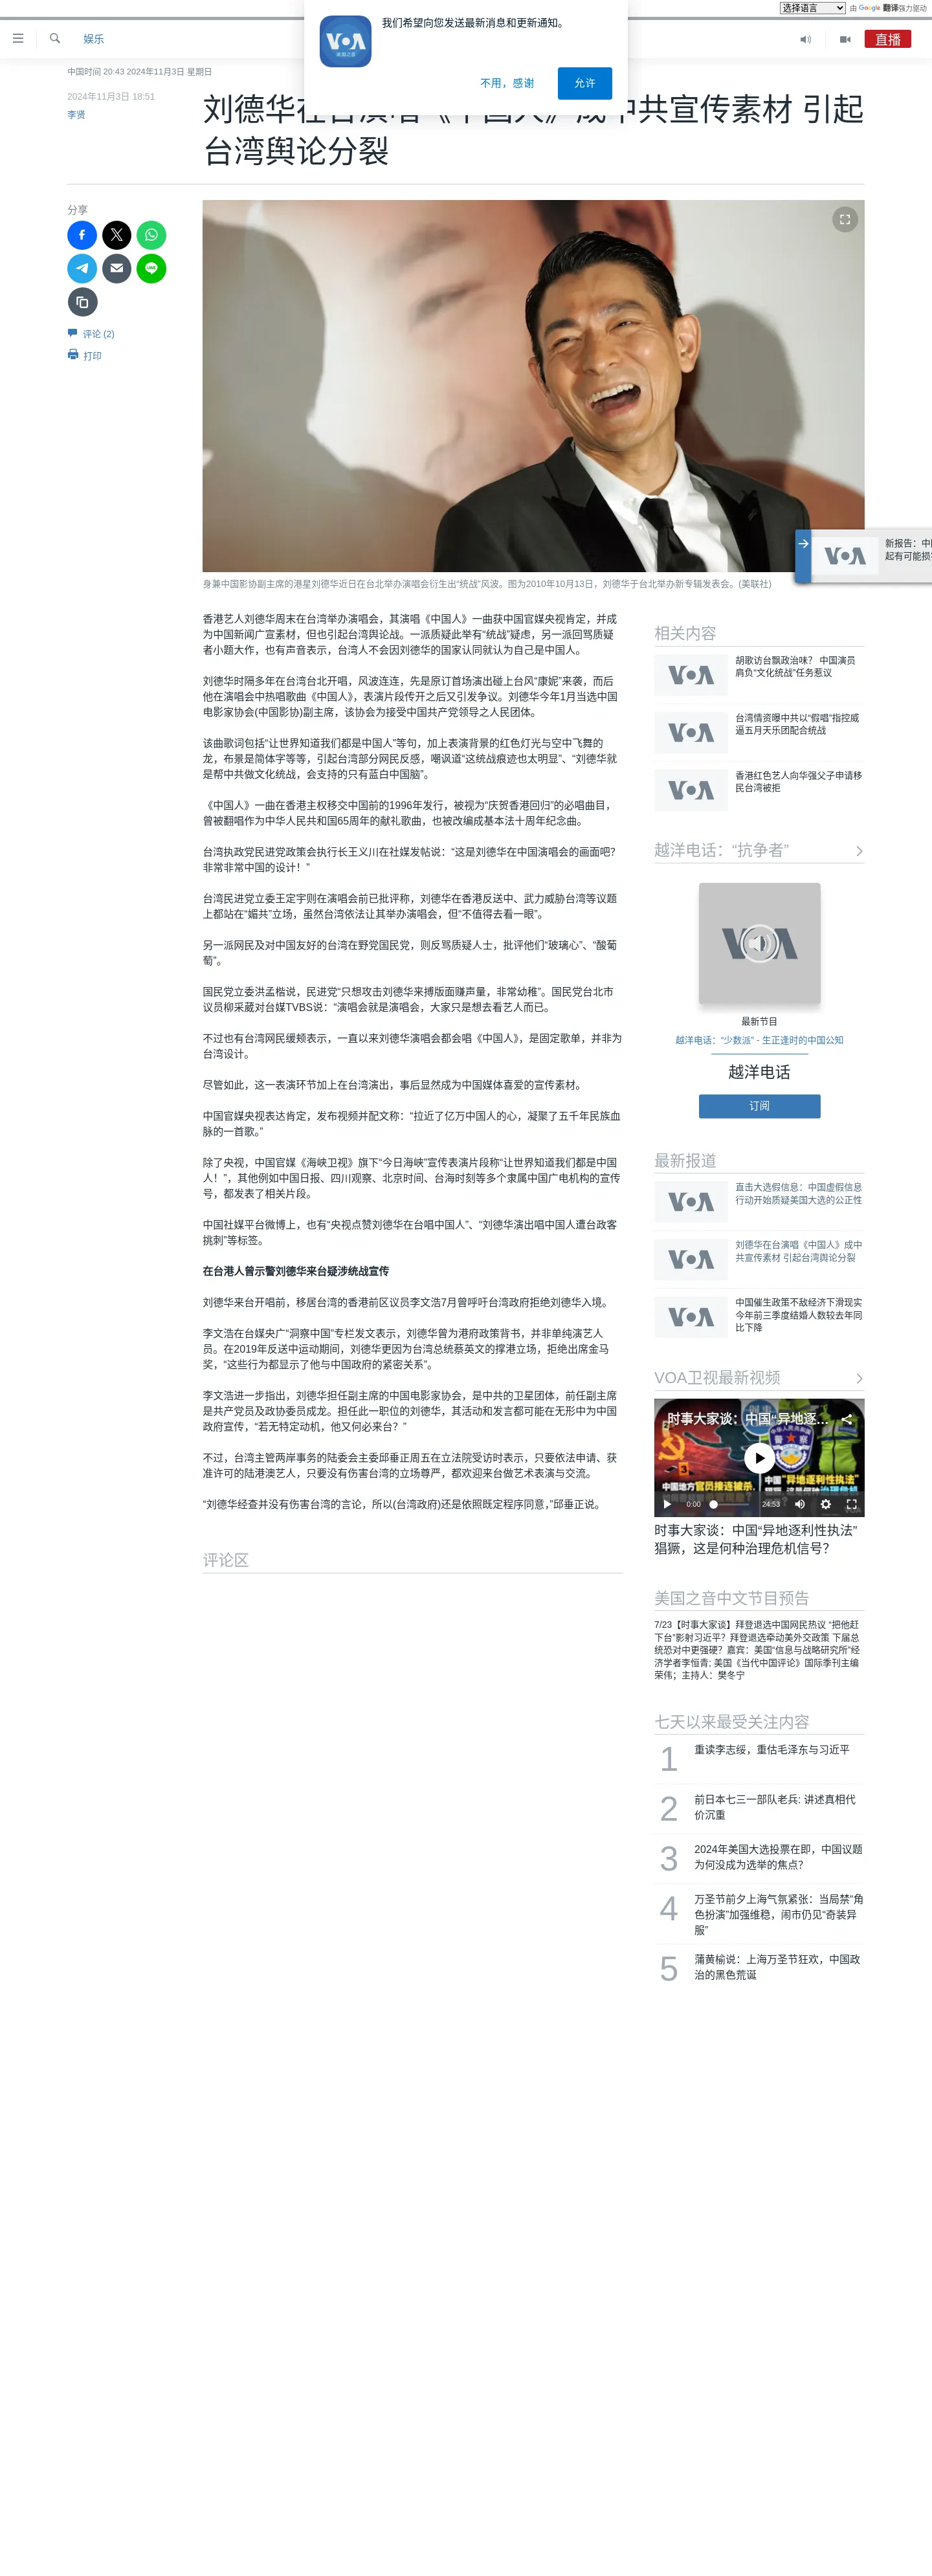 选择语言
由 Google 翻译强力驱动
我们希望向您发送最新消息和更新通知。
VOA
美国之音
不用，感谢
允许
娱乐
直播
中国时间 20:43 2024年11月3日 星期日
2024年11月3日 18:51
李贤
刘德华在台演唱《中国人》成中共宣传素材 引起
台湾舆论分裂
分享
评论 (2)
打印
身兼中国影协副主席的港星刘德华近日在台北举办演唱会衍生出“统战”风波。图为2010年10月13日，刘德华于台北举办新专辑发表会。(美联社)
VOA
新报告：中
起有可能损
香港艺人刘德华周末在台湾举办演唱会，其演唱《中国人》一曲获中国官媒央视肯定，并成
为中国新闻广宣素材，但也引起台湾舆论战。一派质疑此举有“统战”疑虑，另一派回骂质疑
者小题大作，也有声音表示，台湾人不会因刘德华的国家认同就认为自己是中国人。
刘德华时隔多年在台湾台北开唱，风波连连，先是原订首场演出碰上台风“康妮”来袭，而后
他在演唱会中热唱歌曲《中国人》，表演片段传开之后又引发争议。刘德华今年1月当选中国
电影家协会(中国影协)副主席，该协会为接受中国共产党领导之人民团体。
该曲歌词包括“让世界知道我们都是中国人”等句，加上表演背景的红色灯光与空中飞舞的
龙，布景是简体字等等，引起台湾部分网民反感，嘲讽道“这统战痕迹也太明显”、“刘德华就
是帮中共做文化统战，会支持的只有蓝白中国脑”。
《中国人》一曲在香港主权移交中国前的1996年发行，被视为“庆贺香港回归”的必唱曲目，
曾被翻唱作为中华人民共和国65周年的献礼歌曲，也被改编成基本法十周年纪念曲。
台湾执政党民进党政策会执行长王义川在社媒发帖说：“这是刘德华在中国演唱会的画面吧？
非常非常中国的设计！”
台湾民进党立委王定宇则在演唱会前已批评称，刘德华在香港反送中、武力威胁台湾等议题
上都站在“媚共”立场，虽然台湾依法让其举办演唱会，但“不值得去看一眼”。
另一派网民及对中国友好的台湾在野党国民党，则反骂质疑人士，批评他们“玻璃心”、“酸葡
萄”。
国民党立委洪孟楷说，民进党“只想攻击刘德华来搏版面赚声量，非常幼稚”。国民党台北市
议员柳采葳对台媒TVBS说：“演唱会就是演唱会，大家只是想去看艺人而已。
不过也有台湾网民缓颊表示，一直以来刘德华演唱会都会唱《中国人》，是固定歌单，并非为
台湾设计。
尽管如此，这一表演环节加上在台湾演出，事后显然成为中国媒体喜爱的宣传素材。
中国官媒央视表达肯定，发布视频并配文称：“拉近了亿万中国人的心，凝聚了五千年民族血
脉的一首歌。”
除了央视，中国官媒《海峡卫视》旗下“今日海峡”宣传表演片段称“让世界知道我们都是中国
人！”，其他例如中国日报、四川观察、北京时间、台海时刻等多个隶属中国广电机构的宣传
号，都发表了相关片段。
中国社媒平台微博上，也有“央视点赞刘德华在台唱中国人”、“刘德华演出唱中国人遭台政客
挑刺”等标签。
在台港人曾示警刘德华来台疑涉统战宣传
刘德华来台开唱前，移居台湾的香港前区议员李文浩7月曾呼吁台湾政府拒绝刘德华入境。
李文浩在台媒央广“洞察中国”专栏发文表示，刘德华曾为港府政策背书，并非单纯演艺人
员。在2019年反送中运动期间，刘德华更因为台湾总统蔡英文的撑港立场，拒绝出席金马
奖，“这些行为都显示了他与中国政府的紧密关系”。
李文浩进一步指出，刘德华担任副主席的中国电影家协会，是中共的卫星团体，前任副主席
是共产党员及政协委员成龙。担任此一职位的刘德华，其活动和发言都可能在无形中为中国
政府宣传，“若无特定动机，他又何必来台？”
不过，台湾主管两岸事务的陆委会主委邱垂正周五在立法院受访时表示，只要依法申请、获
准许可的陆港澳艺人，只要没有伤害台湾的立场尊严，都欢迎来台做艺术表演与交流。
“刘德华经查并没有伤害台湾的言论，所以(台湾政府)还是依照既定程序同意，”邱垂正说。
评论区
相关内容
VOA
胡歌访台飘政治味？ 中国演员
肩负“文化统战”任务惹议
VOA
台湾情资曝中共以“假唱”指控威
逼五月天乐团配合统战
VOA
香港红色艺人向华强父子申请移
民台湾被拒
越洋电话：“抗争者”
VOA
最新节目
越洋电话：“少数派” - 生正逢时的中国公知
越洋电话
订阅
最新报道
VOA
直击大选假信息：中国虚假信息
行动开始质疑美国大选的公正性
VOA
刘德华在台演唱《中国人》成中
共宣传素材 引起台湾舆论分裂
VOA
中国催生政策不敌经济下滑现实
今年前三季度结婚人数较去年同
比下降
VOA卫视最新视频
时事大家谈：中国“异地逐...
中国地方官员接连被杀，
中国“异地逐利性执法”
0:00
24:53
时事大家谈：中国“异地逐利性执法”
猖獗，这是何种治理危机信号？
美国之音中文节目预告
7/23【时事大家谈】拜登退选中国网民热议 “把他赶
下台”影射习近平？拜登退选牵动美外交政策 下届总
统恐对中更强硬？嘉宾：美国“信息与战略研究所”经
济学者李恒青; 美国《当代中国评论》国际季刊主编
荣伟；主持人：樊冬宁
七天以来最受关注内容
1
重读李志绥，重估毛泽东与习近平
2
前日本七三一部队老兵: 讲述真相代
价沉重
3
2024年美国大选投票在即，中国议题
为何没成为选举的焦点？
4
万圣节前夕上海气氛紧张：当局禁“角
色扮演”加强维稳，闹市仍见“奇装异
服”
5
蒲黄榆说：上海万圣节狂欢，中国政
治的黑色荒诞